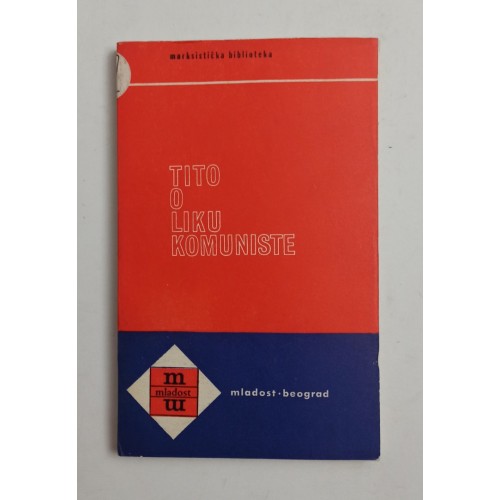 marksistička biblioteka
TITO
O
LIKU
KOMUNISTE
m
mladost
m
mladost · beograd